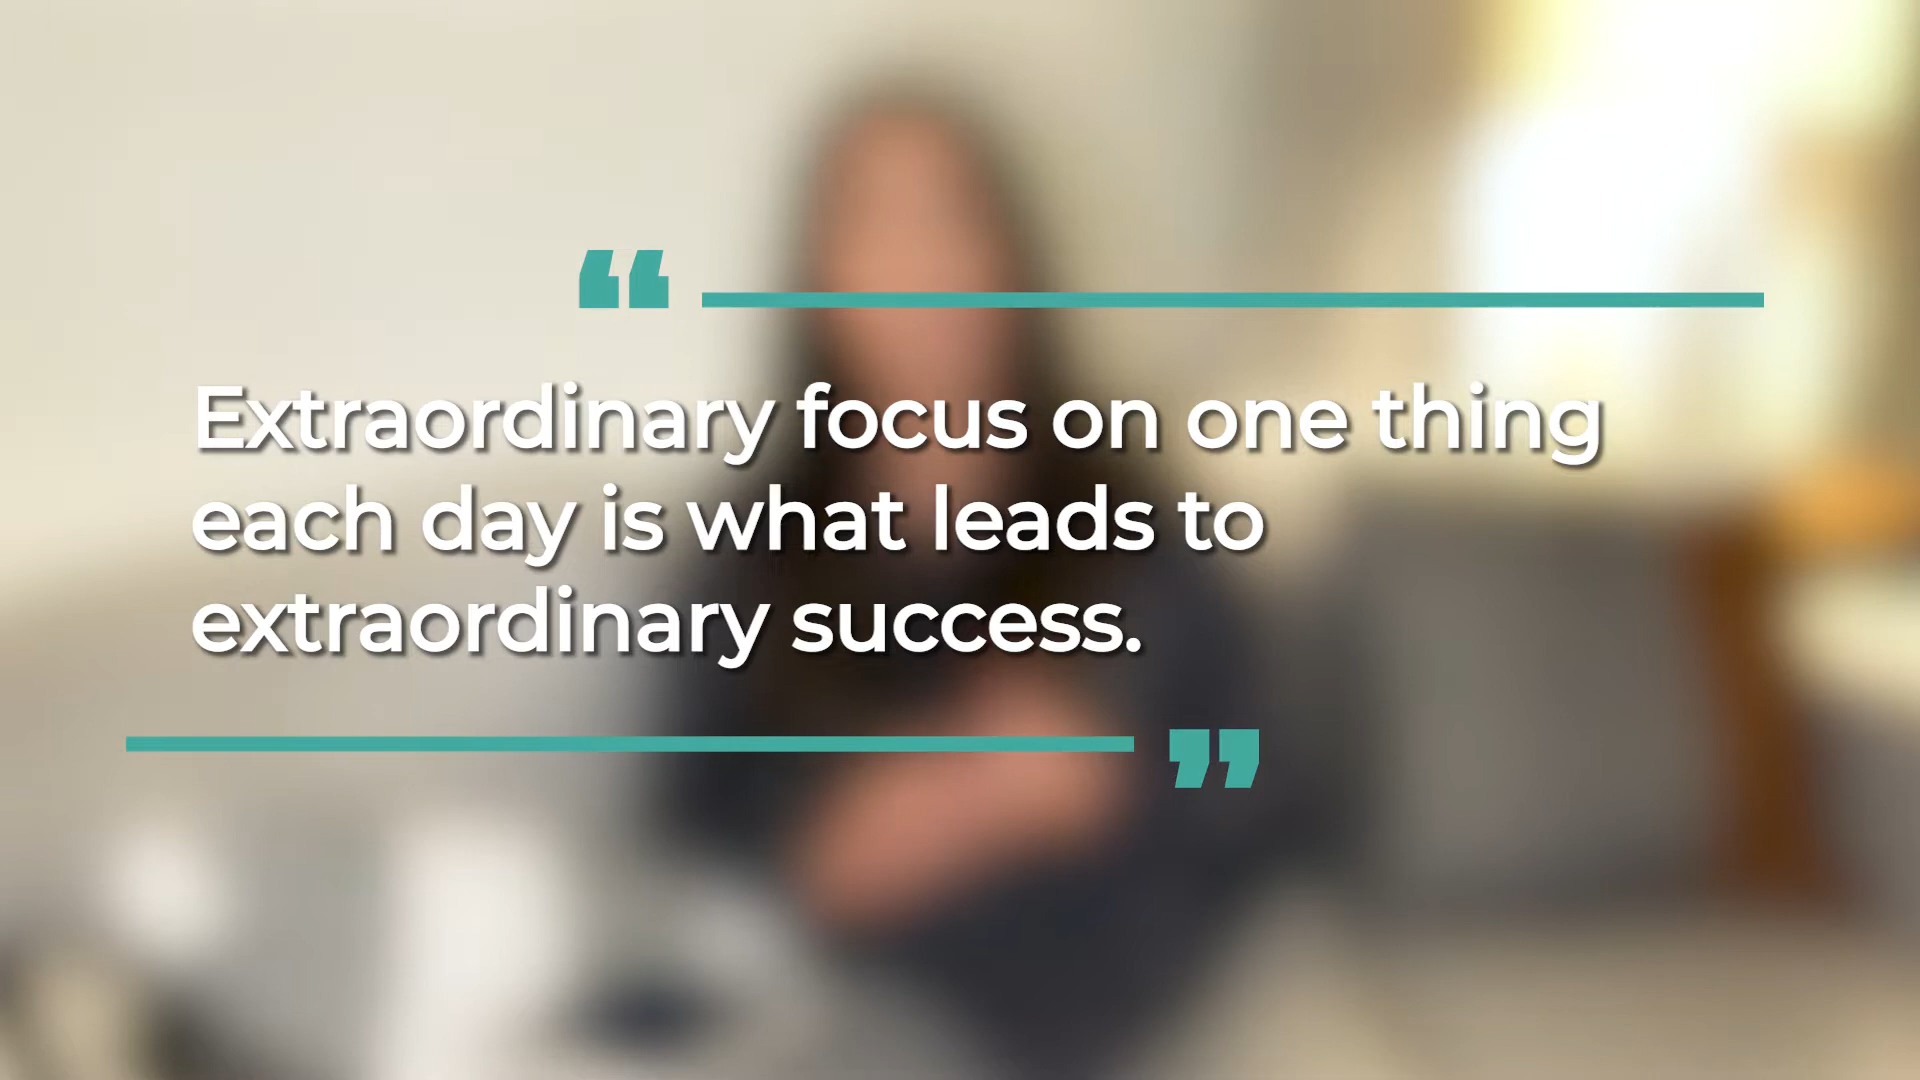 “
Extraordinary focus on one thing
each day is what leads to
extraordinary success.
”